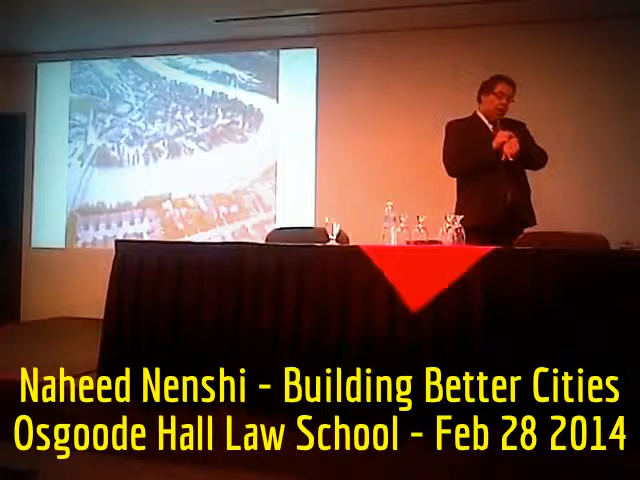 Naheed Nenshi - Building Better Cities
Osgoode Hall Law School - Feb 28 2014